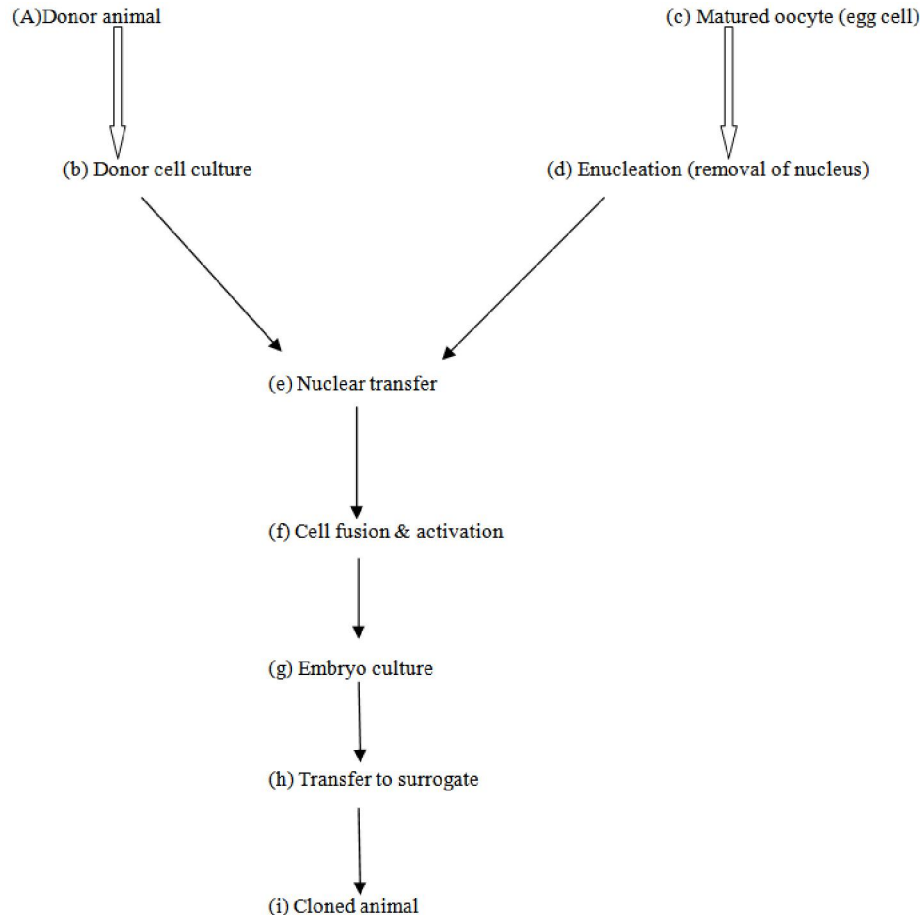 (A)Donor animal
(c) Matured oocyte (egg cell)
(b) Donor cell culture
(d) Enucleation (removal of nucleus)
(e) Nuclear transfer
(f) Cell fusion & activation
(g) Embryo culture
(h) Transfer to surrogate
(i) Cloned animal